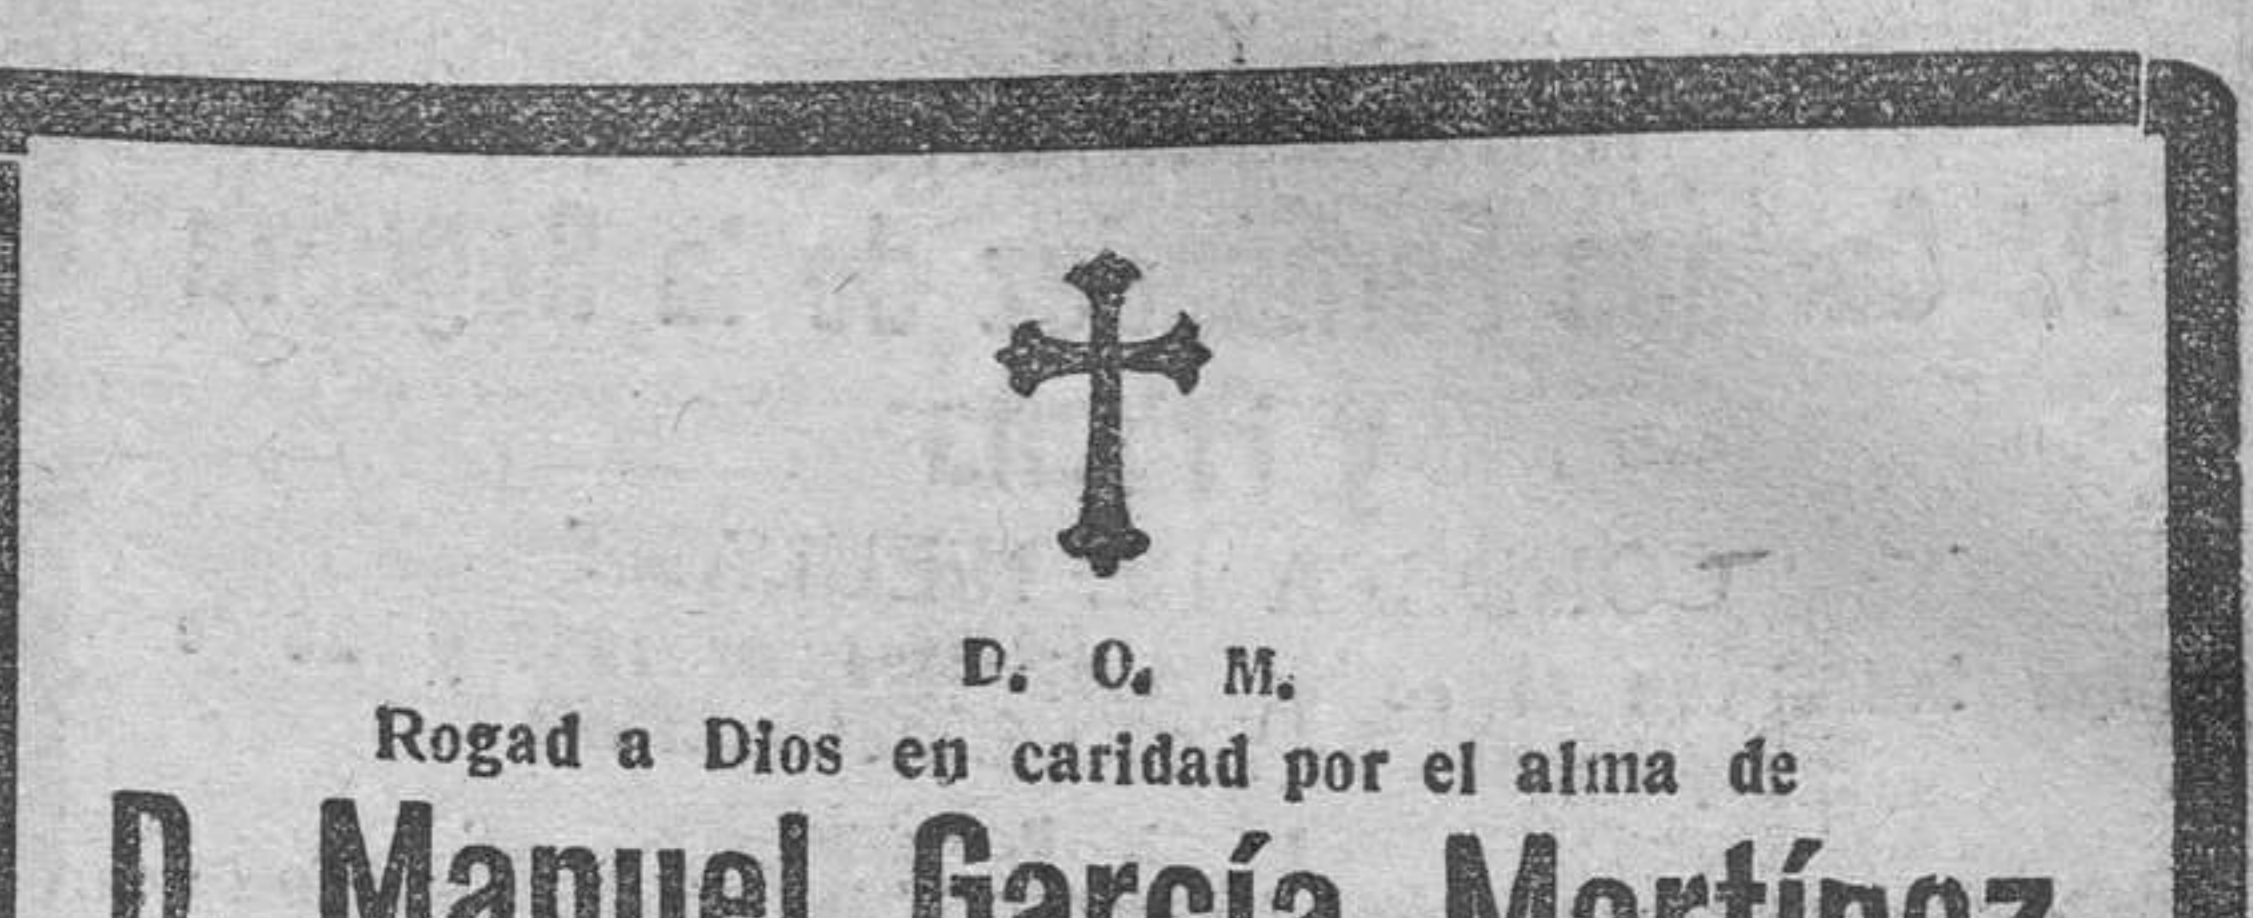 D. O. M.
Rogad a Dios en caridad por el alma de
D. Manuel García Martínez